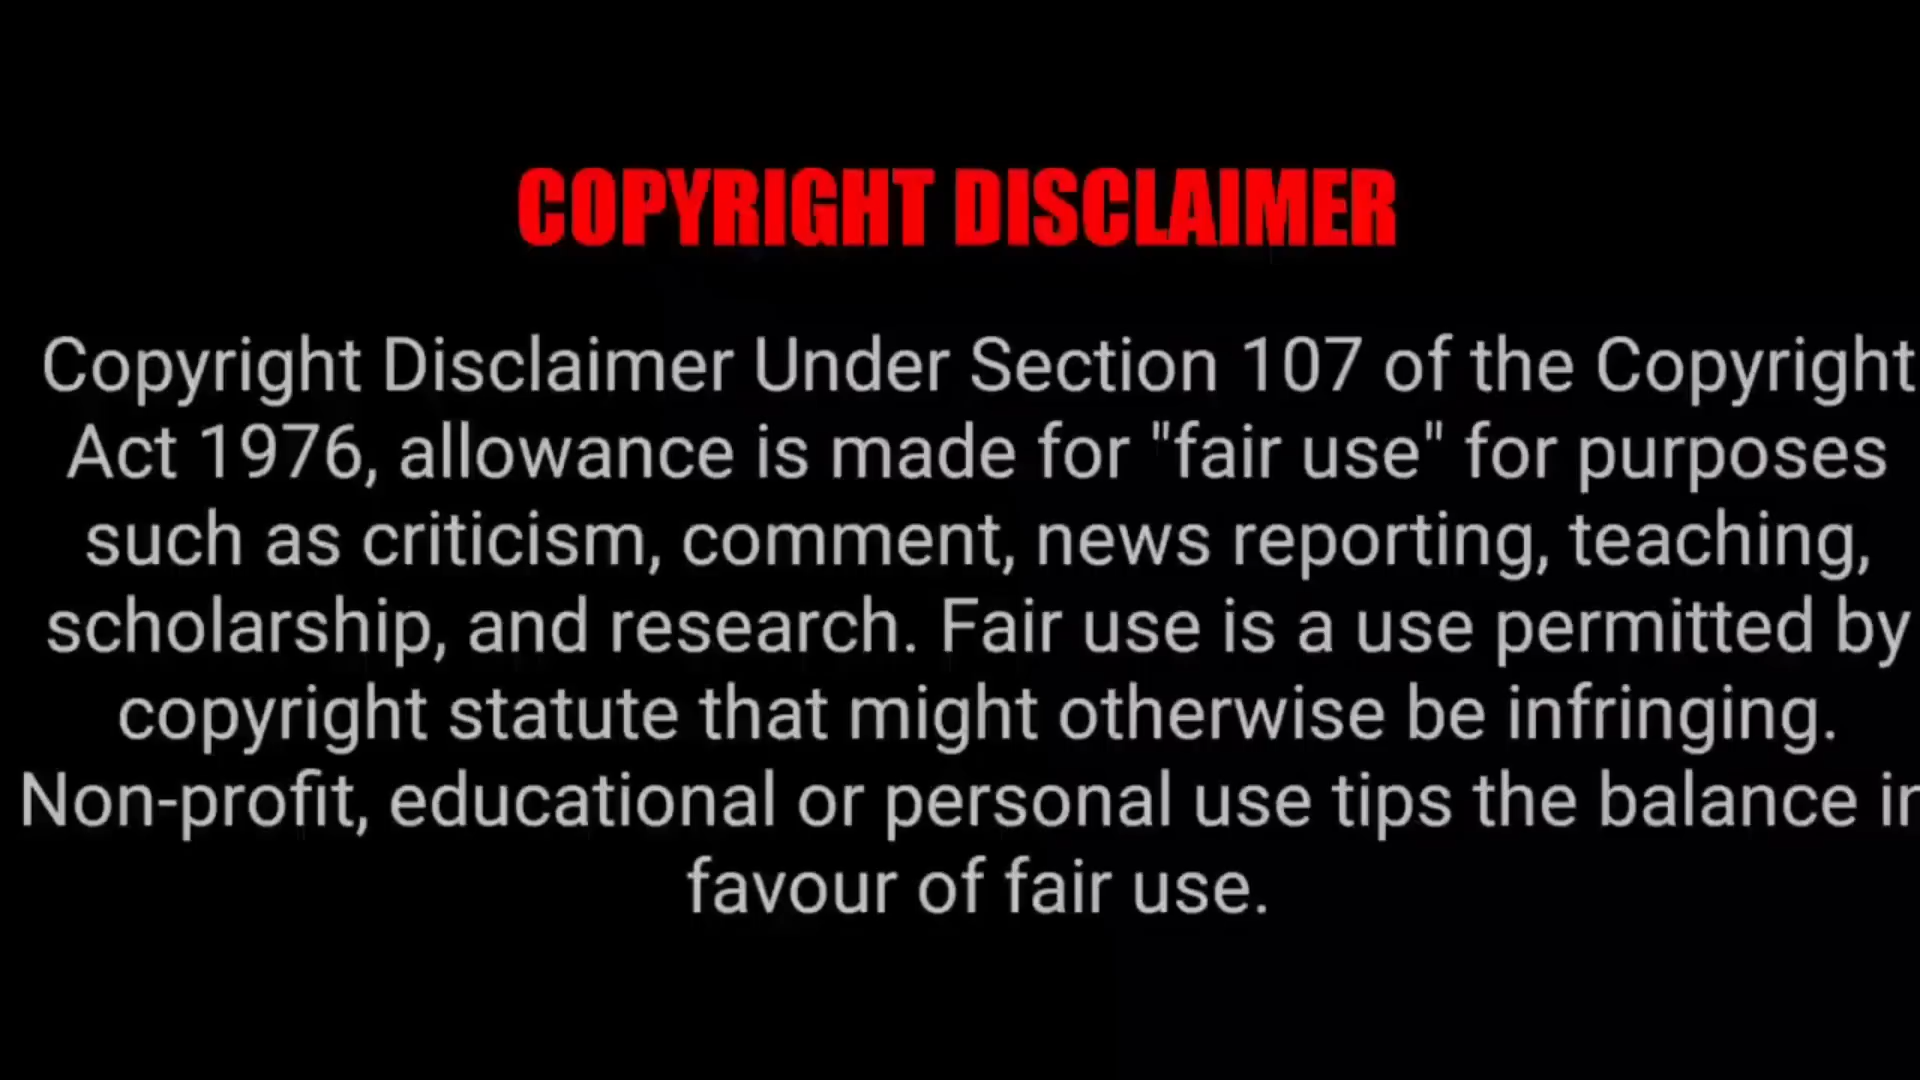 COPYRIGHT DISCLAIMER
Copyright Disclaimer Under Section 107 of the Copyright
Act 1976, allowance is made for "fair use" for purposes
such as criticism, comment, news reporting, teaching,
scholarship, and research. Fair use is a use permitted by
copyright statute that might otherwise be infringing.
Non-profit, educational or personal use tips the balance in
favour of fair use.